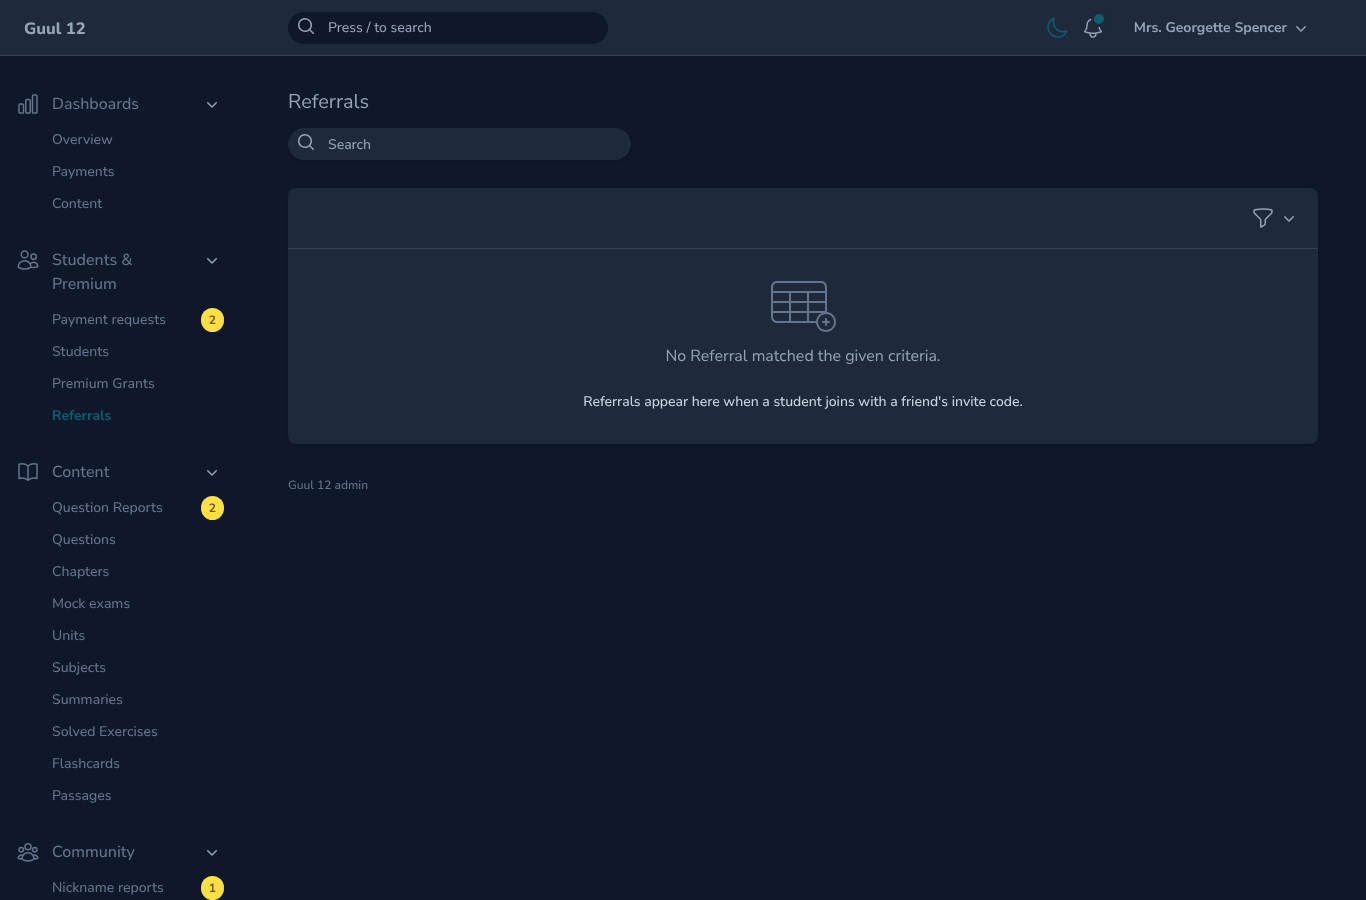 Guul 12
Press / to search
Mrs. Georgette Spencer
Dashboards
Overview
Payments
Content
Students &
Premium
Payment requests 2
Students
Premium Grants
Referrals
Content
Question Reports 2
Questions
Chapters
Mock exams
Units
Subjects
Summaries
Solved Exercises
Flashcards
Passages
Community
Nickname reports 1
Referrals
Search
No Referral matched the given criteria.
Referrals appear here when a student joins with a friend's invite code.
Guul 12 admin